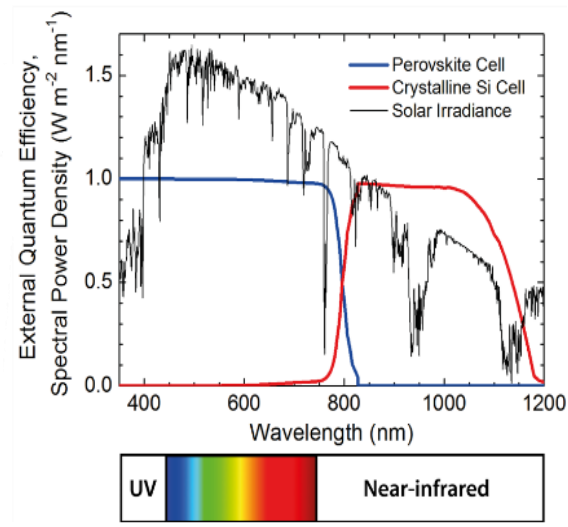 External Quantum Efficiency,
Spectral Power Density (W m-2 nm-1)
1.5
1.0
0.5
0.0
Perovskite Cell
Crystalline Si Cell
Solar Irradiance
400 600 800 1000 1200
Wavelength (nm)
UV Near-infrared